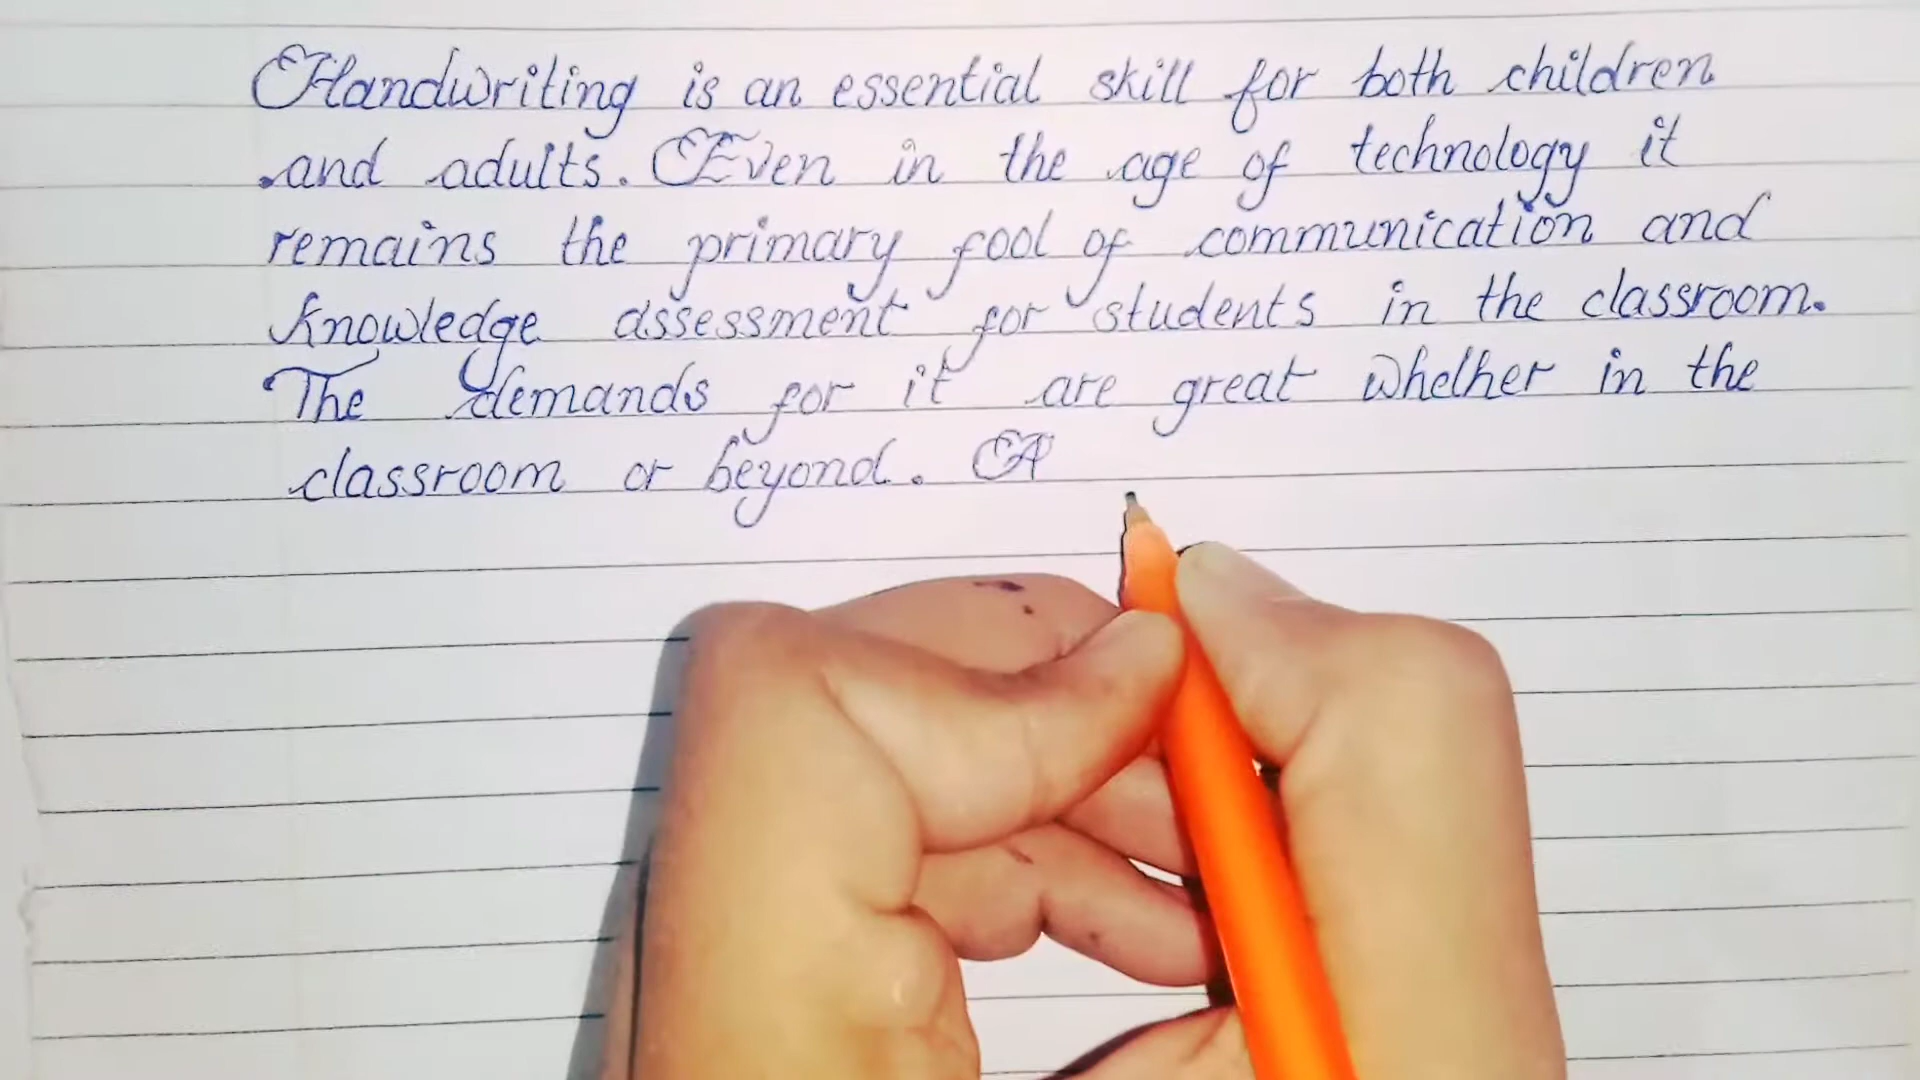 Handwriting is an essential skill for both children
and adults. Even in the age of technology it
remains the primary fool of communication and
knowledge assessment for students in the classroom.
The demands for it are great whelher in the
classroom or beyond. A